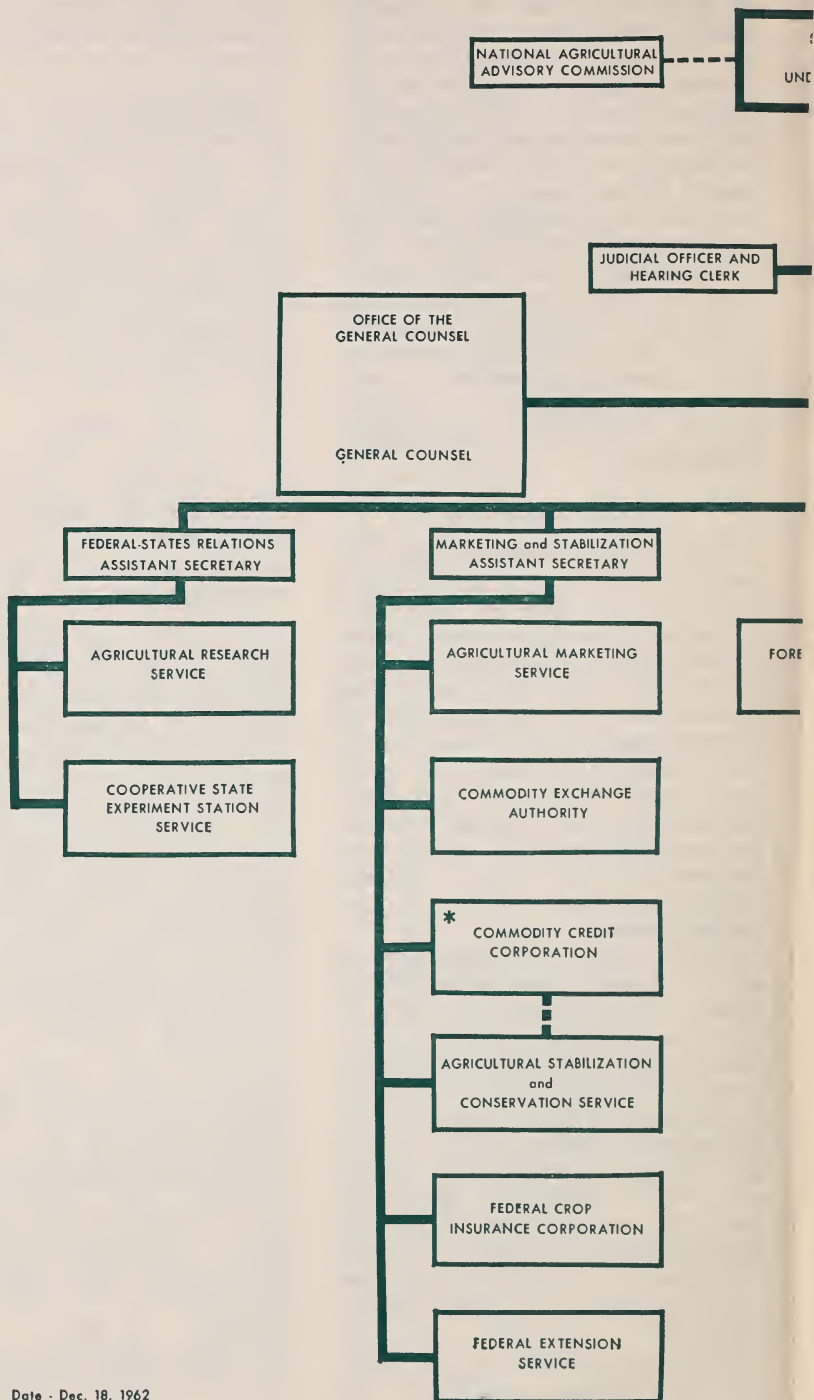 NATIONAL AGRICULTURAL
ADVISORY COMMISSION
UND
JUDICIAL OFFICER AND
HEARING CLERK
OFFICE OF THE
GENERAL COUNSEL
GENERAL COUNSEL
FEDERAL-STATES RELATIONS
ASSISTANT SECRETARY
MARKETING and STABILIZATION
ASSISTANT SECRETARY
AGRICULTURAL RESEARCH
SERVICE
AGRICULTURAL MARKETING
SERVICE
FORE
COOPERATIVE STATE
EXPERIMENT STATION
SERVICE
COMMODITY EXCHANGE
AUTHORITY
*
COMMODITY CREDIT
CORPORATION
AGRICULTURAL STABILIZATION
and
CONSERVATION SERVICE
FEDERAL CROP
INSURANCE CORPORATION
FEDERAL EXTENSION
SERVICE
Date - Dec. 18, 1962